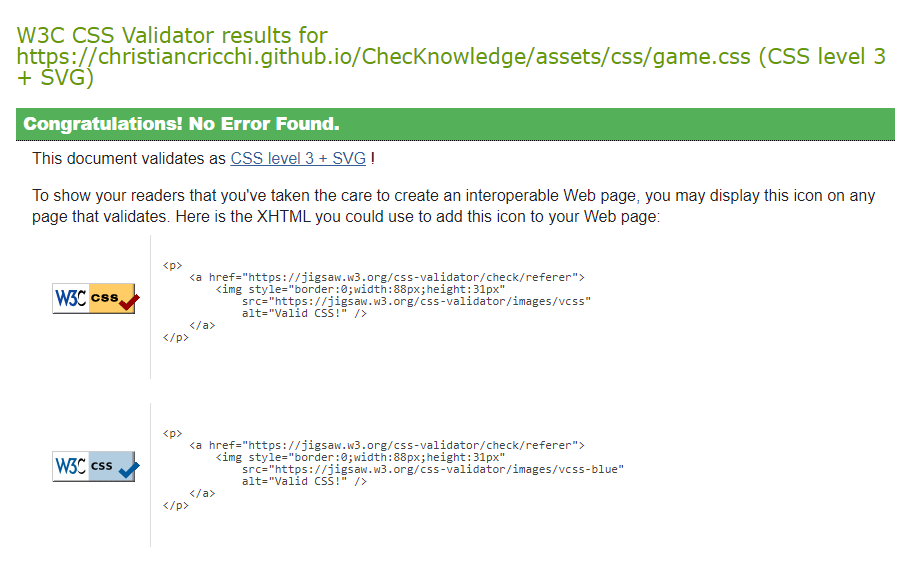 W3C CSS Validator results for
https://christiancricchi.github.io/ChecKnowledge/assets/css/game.css (CSS level 3
+ SVG)
Congratulations! No Error Found.
This document validates as CSS level 3 + SVG !
To show your readers that you've taken the care to create an interoperable Web page, you may display this icon on any
page that validates. Here is the XHTML you could use to add this icon to your Web page:
W3C css
<p>
    <a href="https://jigsaw.w3.org/css-validator/check/referer">
        <img style="border:0;width:88px;height:31px"
            src="https://jigsaw.w3.org/css-validator/images/vcss"
            alt="Valid CSS!" />
    </a>
</p>
W3C css
<p>
    <a href="https://jigsaw.w3.org/css-validator/check/referer">
        <img style="border:0;width:88px;height:31px"
            src="https://jigsaw.w3.org/css-validator/images/vcss-blue"
            alt="Valid CSS!" />
    </a>
</p>